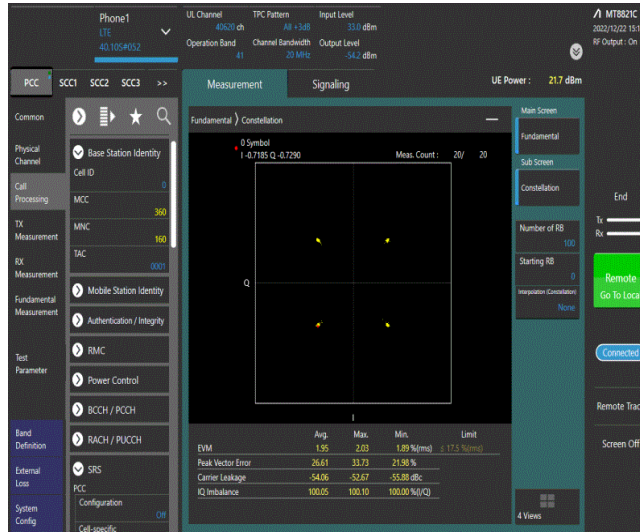 Phone1
LTE
40.10S#052
UL Channel
40620 ch
TPC Pattern
All +3dB
Input Level
33.0 dBm
Operation Band
41
Channel Bandwidth
20 MHz
Output Level
-54.2 dBm
MT8821C
2022/12/22 15:1
RF Output : On
PCC SCC1 SCC2 SCC3 >>
Measurement
Signaling
UE Power : 21.7 dBm
Common
Physical
Channel
Call
Processing
TX
Measurement
RX
Measurement
Fundamental
Measurement
Test
Parameter
Band
Definition
External
Loss
System
Config
Base Station Identity
Cell ID
0
MCC
360
MNC
160
TAC
0001
Mobile Station Identity
Authentication / Integrity
RMC
Power Control
BCCH / PCCH
RACH / PUCCH
SRS
PCC
Configuration
Off
Cell-specific
Fundamental > Constellation
0 Symbol
I -0.7185 Q -0.7290
Meas. Count : 20/ 20
Q
I
Avg. Max. Min. Limit
EVM 1.95 2.03 1.89 %(rms) ≤ 17.5 %(rms)
Peak Vector Error 26.61 33.73 21.98 %
Carrier Leakage -54.06 -52.67 -55.88 dBc
IQ Imbalance 100.05 100.10 100.00 %(I/Q)
Main Screen
Fundamental
Sub Screen
Constellation
Number of RB
100
Starting RB
0
Interpolation (Constellation)
None
4 Views
End
Tx
Rx
Remote
Go To Loca
Connected
Remote Trac
Screen Off